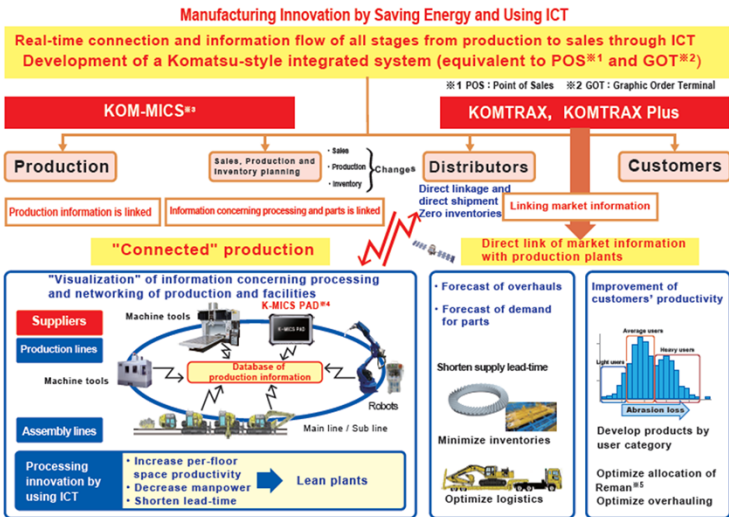 Manufacturing Innovation by Saving Energy and Using ICT
Real-time connection and information flow of all stages from production to sales through ICT
Development of a Komatsu-style integrated system (equivalent to POS※1 and GOT※2)
※1 POS : Point of Sales ※2 GOT : Graphic Order Terminal
KOM-MICS※3
KOMTRAX, KOMTRAX Plus
Production
Sales, Production and
Inventory planning
・ Sales
・ Production
・ Inventory
Changes
Distributors
Customers
Direct linkage and
direct shipment
Zero inventories
Production information is linked
Information concerning processing and parts is linked
Linking market information
"Connected" production
Direct link of market information
with production plants
"Visualization" of information concerning processing
and networking of production and facilities
K-MICS PAD※4
Suppliers
Machine tools
K-MICS PAD
Production lines
Database of
production information
Machine tools
Robots
Assembly lines
Main line / Sub line
Processing
innovation by
using ICT
• Increase per-floor
space productivity
• Decrease manpower
• Shorten lead-time
Lean plants
・ Forecast of overhauls
・ Forecast of demand
for parts
Shorten supply lead-time
Minimize inventories
Optimize logistics
Improvement of
customers' productivity
Average users
Heavy users
Light users
Abrasion loss
Develop products by
user category
Optimize allocation of
Reman※5
Optimize overhauling